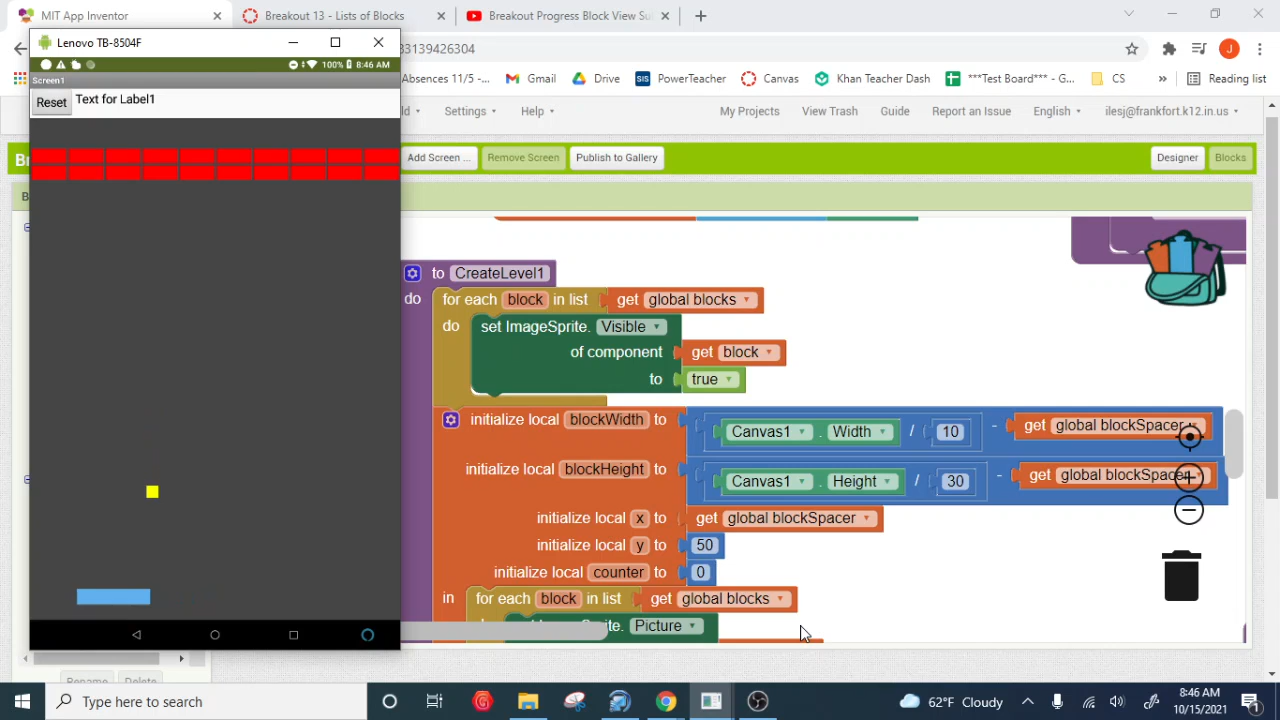 MIT App Inventor
Breakout 13 - Lists of Blocks
Breakout Progress Block View Su
Lenovo TB-8504F
33139426304
100% 8:46 AM
Screen1
Reset
Text for Label1
Absences 11/5 -...
Gmail
Drive
SIS
PowerTeacher
Canvas
Khan Teacher Dash
***Test Board*** - G...
CS
»
Reading list
J
ld
Settings
Help
My Projects
View Trash
Guide
Report an Issue
English
ilesj@frankfort.k12.in.us
Br
Add Screen ...
Remove Screen
Publish to Gallery
Designer
Blocks
B
to CreateLevel1
do
for each block in list
get global blocks
do
set ImageSprite. Visible
of component
get block
to
true
initialize local blockWidth to
Canvas1 . Width / 10 - get global blockSpacer
initialize local blockHeight to
Canvas1 . Height / 30 - get global blockSpacer
initialize local x to
get global blockSpacer
initialize local y to
50
initialize local counter to
0
in
for each block in list
get global blocks
Picture
Rename
Delete
Type here to search
62°F Cloudy
8:46 AM
10/15/2021
1